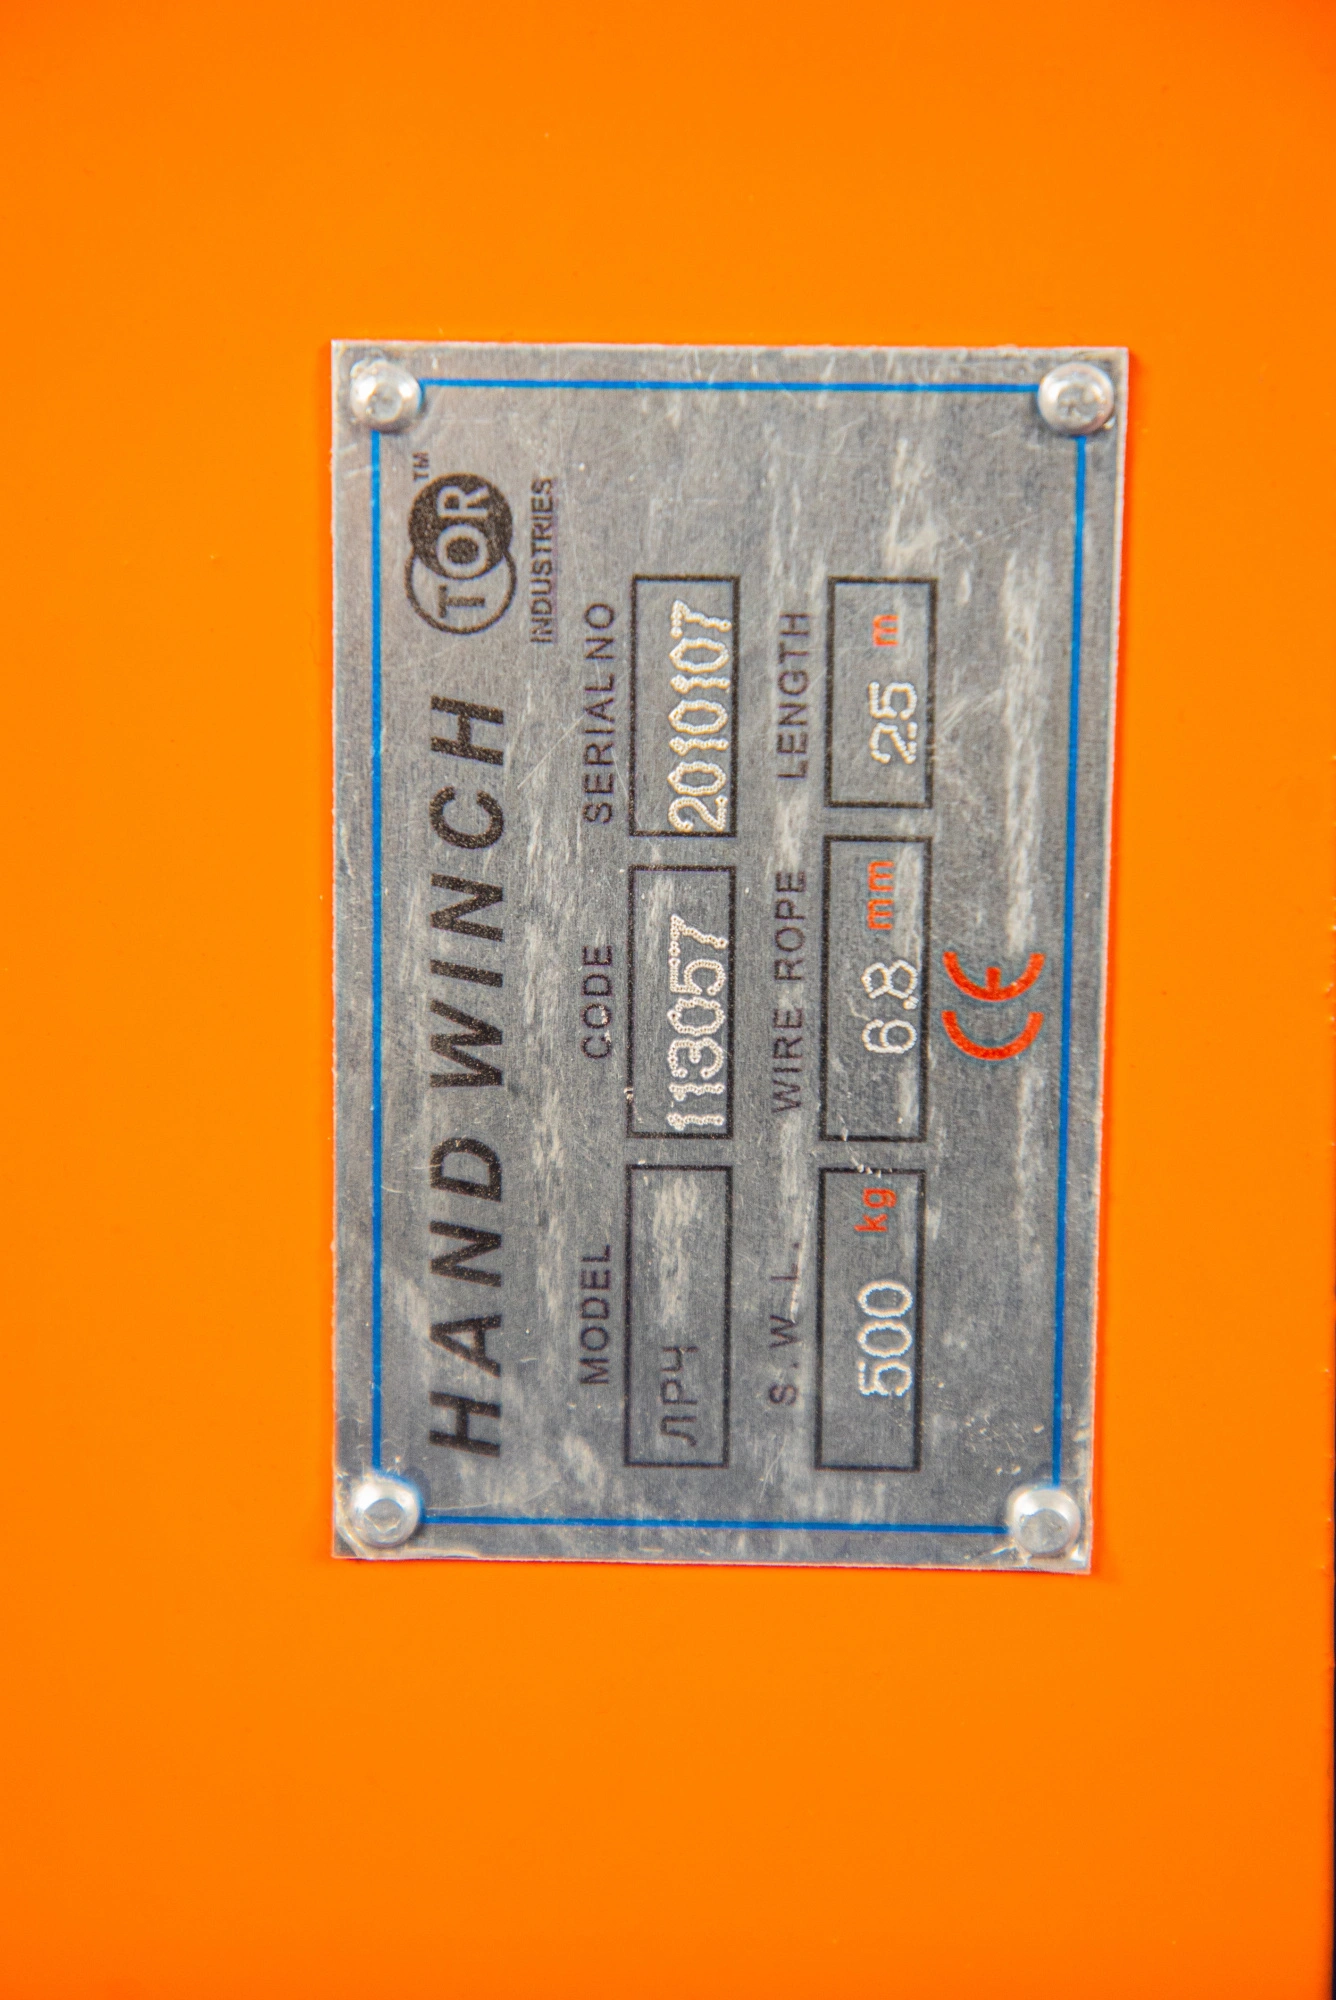 HAND WINCH
TOR™
INDUSTRIES
MODEL CODE SERIAL NO
ЛРЧ 113057 2010107
S.W.L. WIRE ROPE LENGTH
500 kg 6.8 mm 25 m
CE